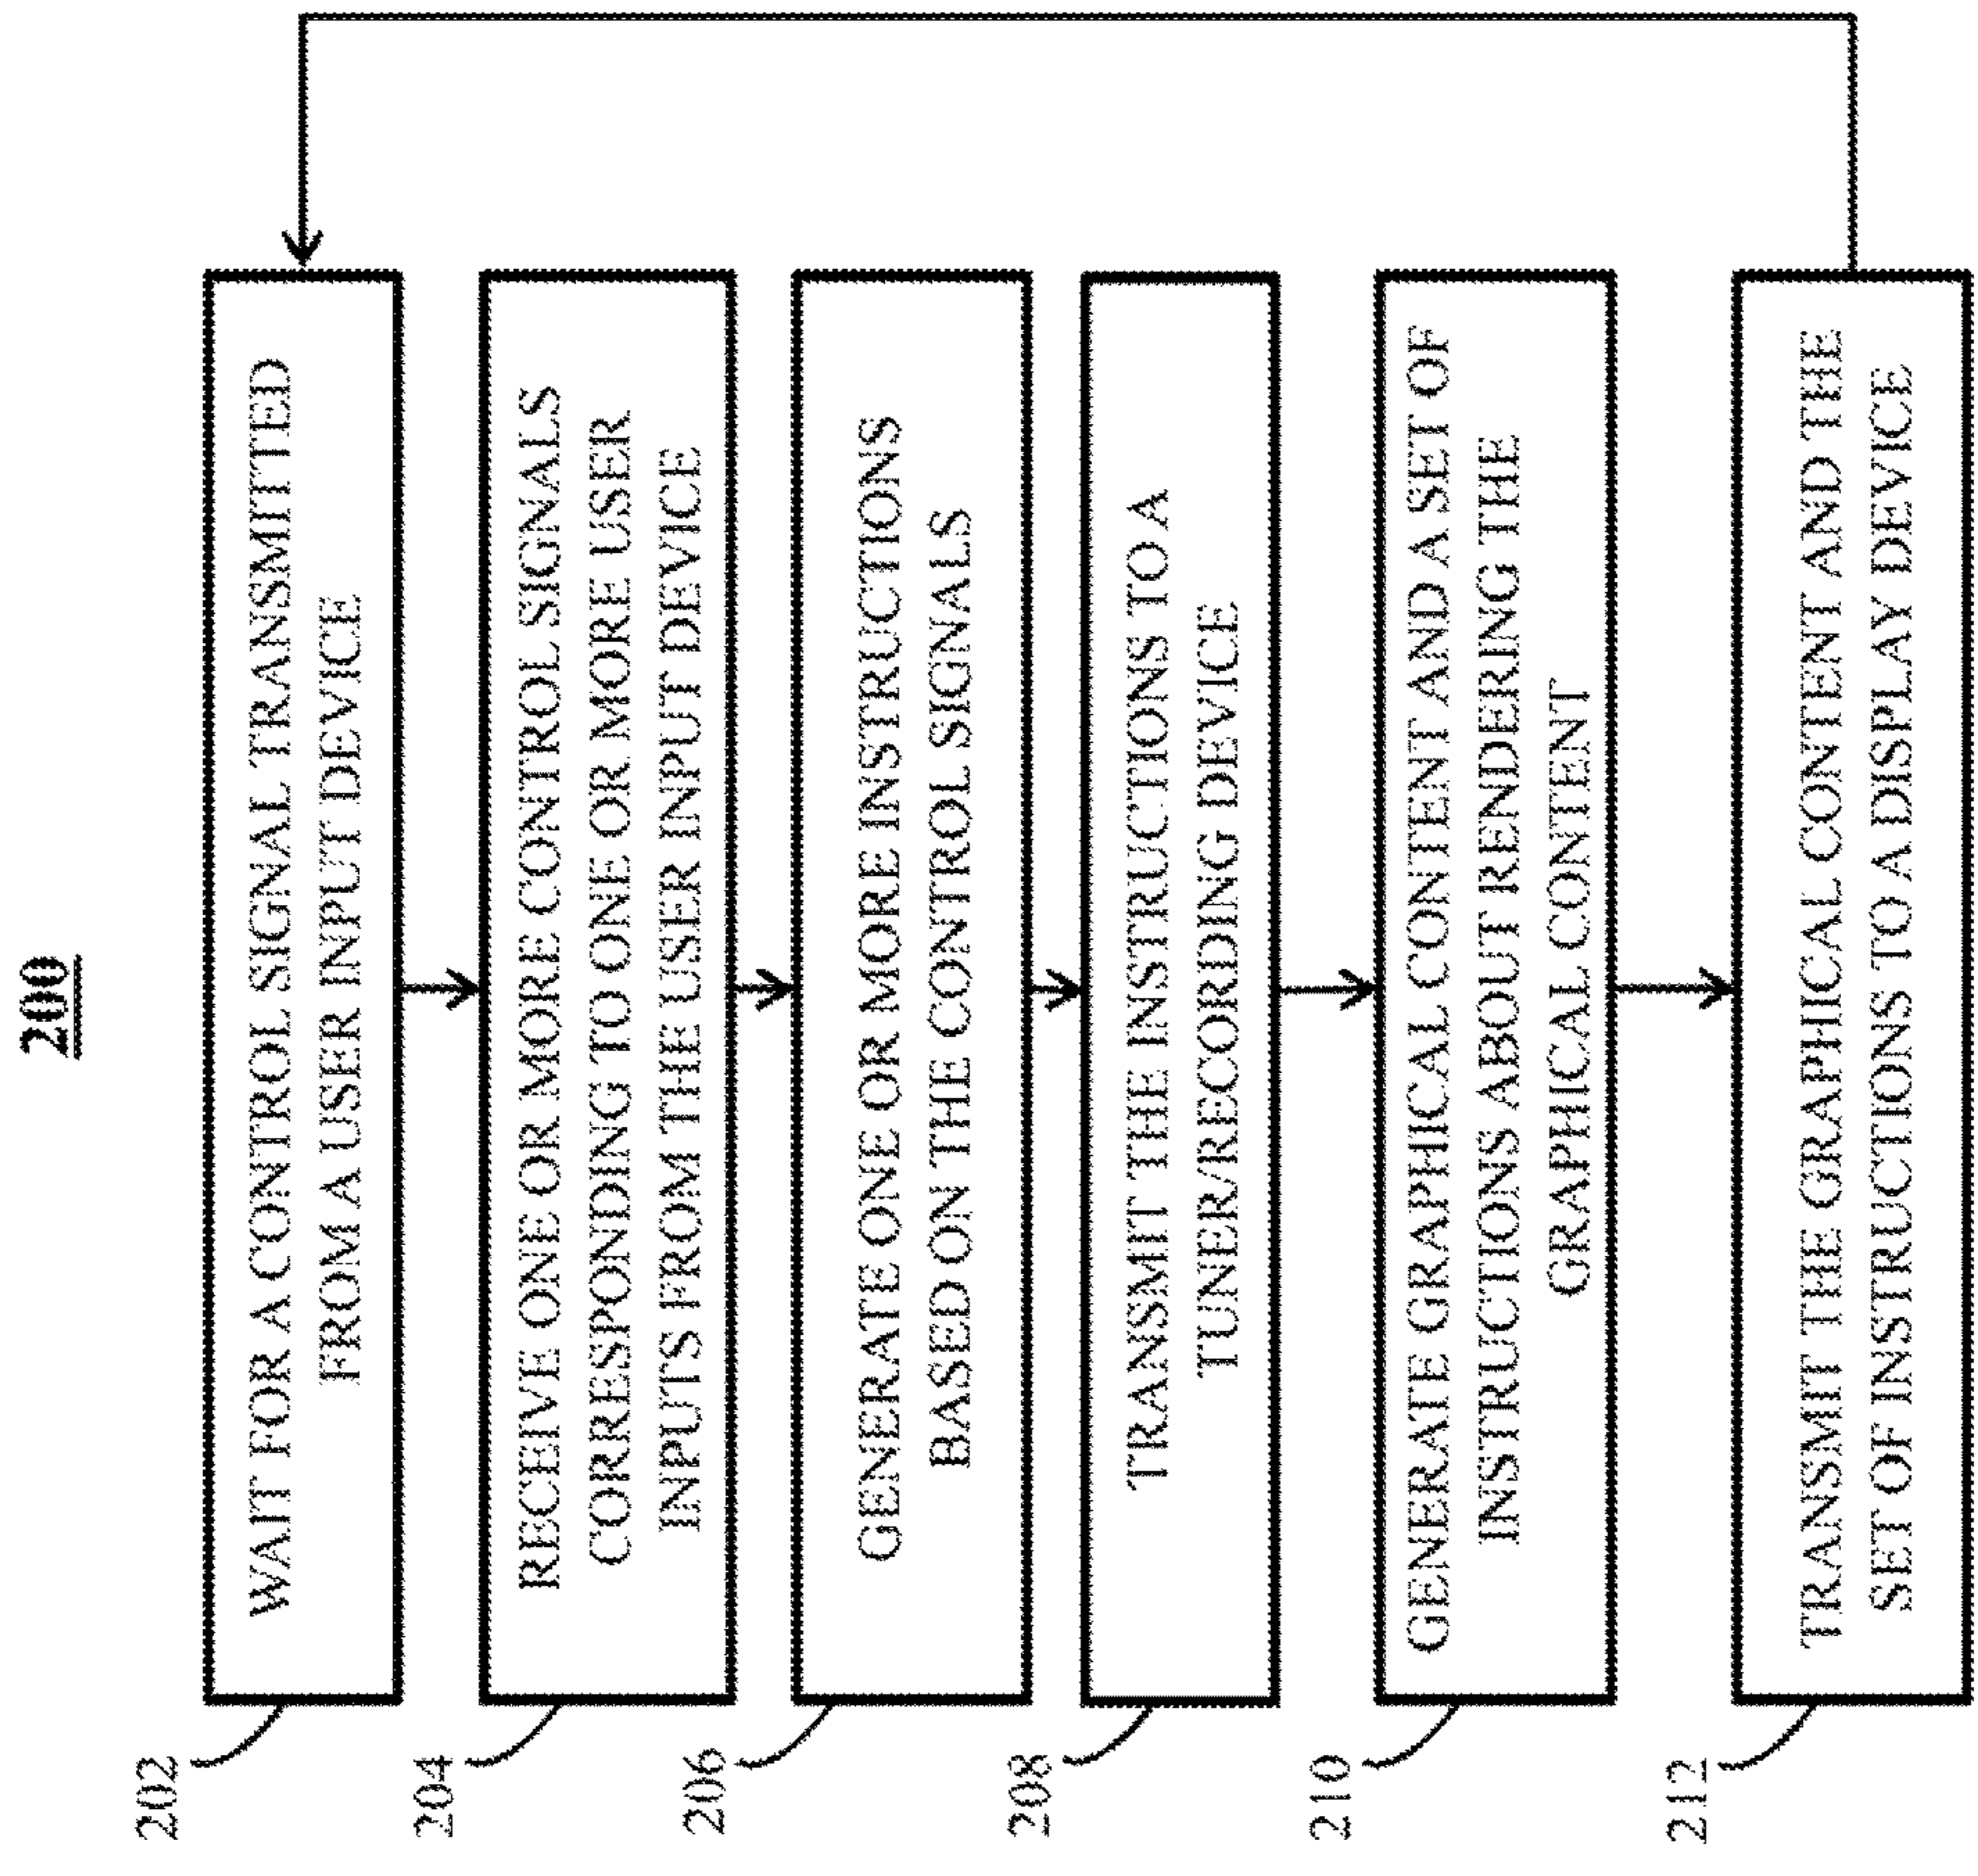 200
202
WAIT FOR A CONTROL SIGNAL TRANSMITTED
FROM A USER INPUT DEVICE
204
RECEIVE ONE OR MORE CONTROL SIGNALS
CORRESPONDING TO ONE OR MORE USER
INPUTS FROM THE USER INPUT DEVICE
206
GENERATE ONE OR MORE INSTRUCTIONS
BASED ON THE CONTROL SIGNALS
208
TRANSMIT THE INSTRUCTIONS TO A
TUNER/RECORDING DEVICE
210
GENERATE GRAPHICAL CONTENT AND A SET OF
INSTRUCTIONS ABOUT RENDERING THE
GRAPHICAL CONTENT
212
TRANSMIT THE GRAPHICAL CONTENT AND THE
SET OF INSTRUCTIONS TO A DISPLAY DEVICE